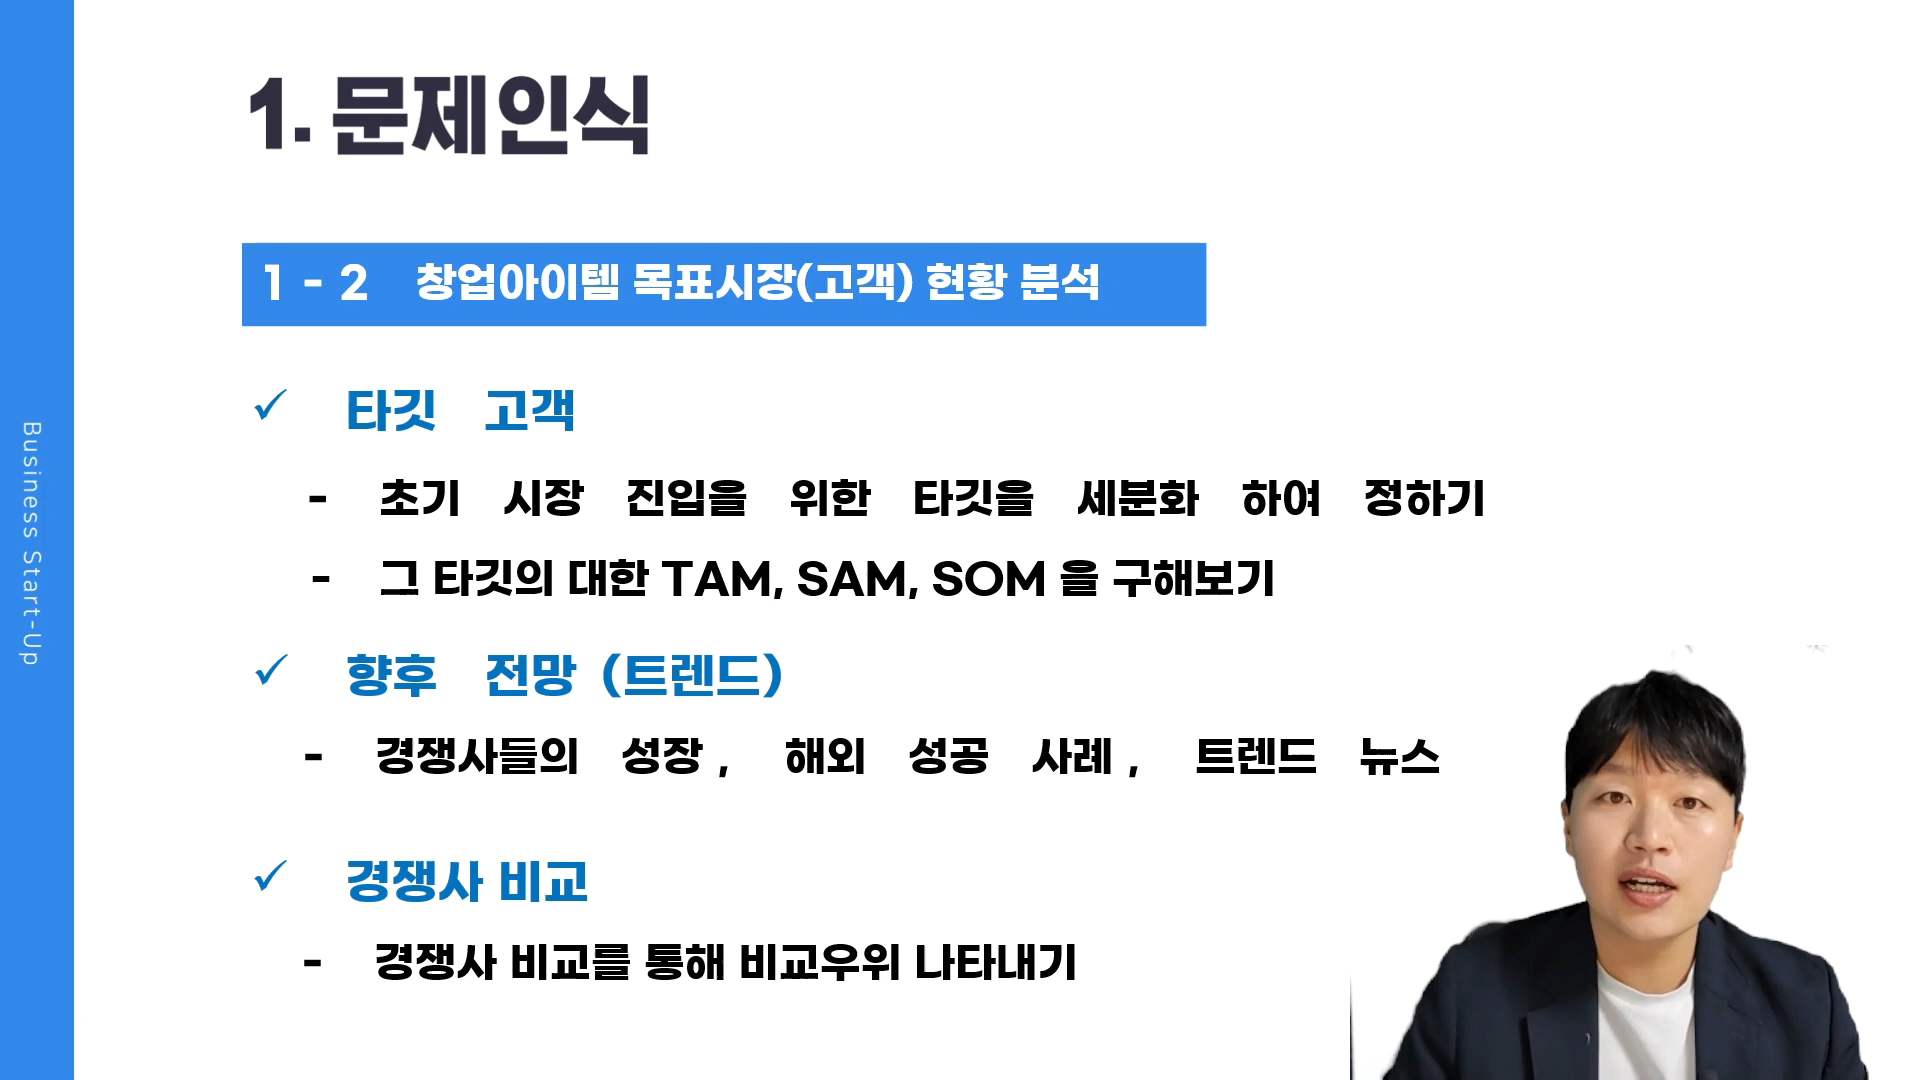 1. 문제인식
1 - 2 창업아이템 목표시장(고객) 현황 분석
✓ 타깃 고객
- 초기 시장 진입을 위한 타깃을 세분화 하여 정하기
- 그 타깃의 대한 TAM, SAM, SOM 을 구해보기
✓ 향후 전망 (트렌드)
- 경쟁사들의 성장 , 해외 성공 사례 , 트렌드 뉴스
✓ 경쟁사 비교
- 경쟁사 비교를 통해 비교우위 나타내기
Business Start-Up